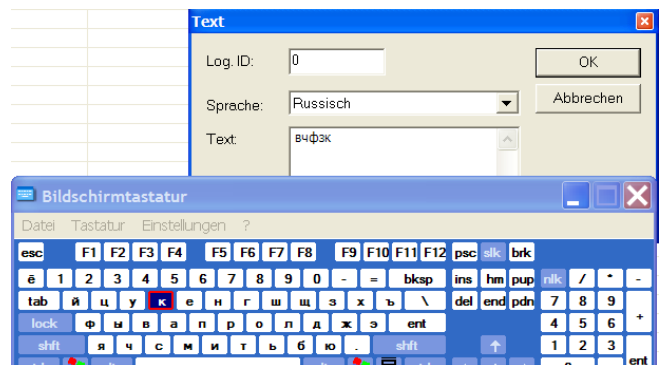 Text
Log. ID: 0
OK
Sprache: Russisch
Abbrechen
Text: вчфзк
Bildschirmtastatur
Datei Tastatur Einstellungen ?
esc F1 F2 F3 F4 F5 F6 F7 F8 F9 F10 F11 F12 psc slk brk
ё 1 2 3 4 5 6 7 8 9 0 - = bksp ins hm pup nlk / * -
tab й ц у к е н г ш щ з х ъ \ del end pdn 7 8 9 +
lock ф ы в а п р о л д ж э ent 4 5 6
shft я ч с м и т ь б ю . shft ↑ 1 2 3
ent